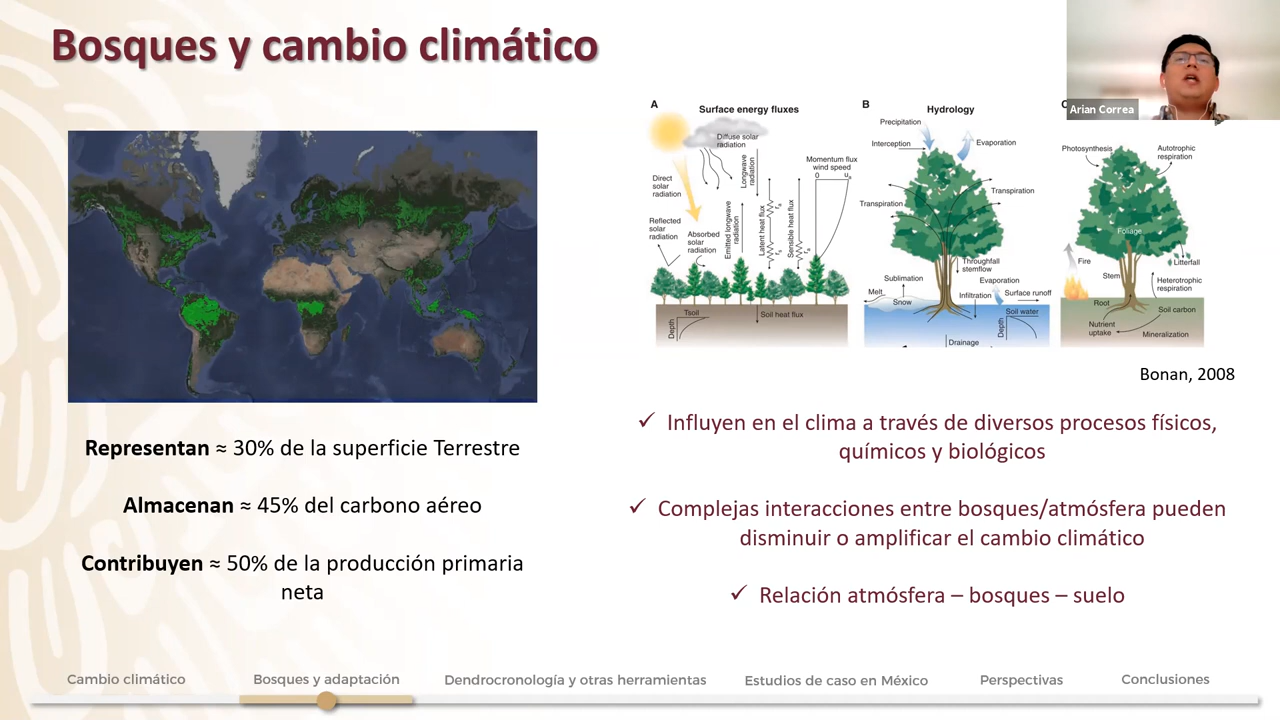 Bosques y cambio climático
Arian Correa
A
Surface energy fluxes
Diffuse solar
radiation
Longwave
radiation
Momentum flux
wind speed
0
Direct
solar
radiation
Reflected
solar
radiation
Absorbed
solar
radiation
Emitted longwave
radiation
Latent heat flux
Sensible heat flux
Tsoil
Depth
Soil heat flux
B
Hydrology
Precipitation
Interception
Evaporation
Transpiration
Transpiration
Throughfall
stemflow
Sublimation
Evaporation
Melt
Snow
Infiltration
Surface runoff
Soil water
Depth
Drainage
C
Photosynthesis
Autotrophic
respiration
Foliage
Fire
Stem
Litterfall
Heterotrophic
respiration
Root
Soil carbon
Nutrient
uptake
Mineralization
Bonan, 2008
Representan ≈ 30% de la superficie Terrestre
Almacenan ≈ 45% del carbono aéreo
Contribuyen ≈ 50% de la producción primaria
neta
✓ Influyen en el clima a través de diversos procesos físicos,
químicos y biológicos
✓ Complejas interacciones entre bosques/atmósfera pueden
disminuir o amplificar el cambio climático
✓ Relación atmósfera – bosques – suelo
Cambio climático
Bosques y adaptación
Dendrocronología y otras herramientas
Estudios de caso en México
Perspectivas
Conclusiones